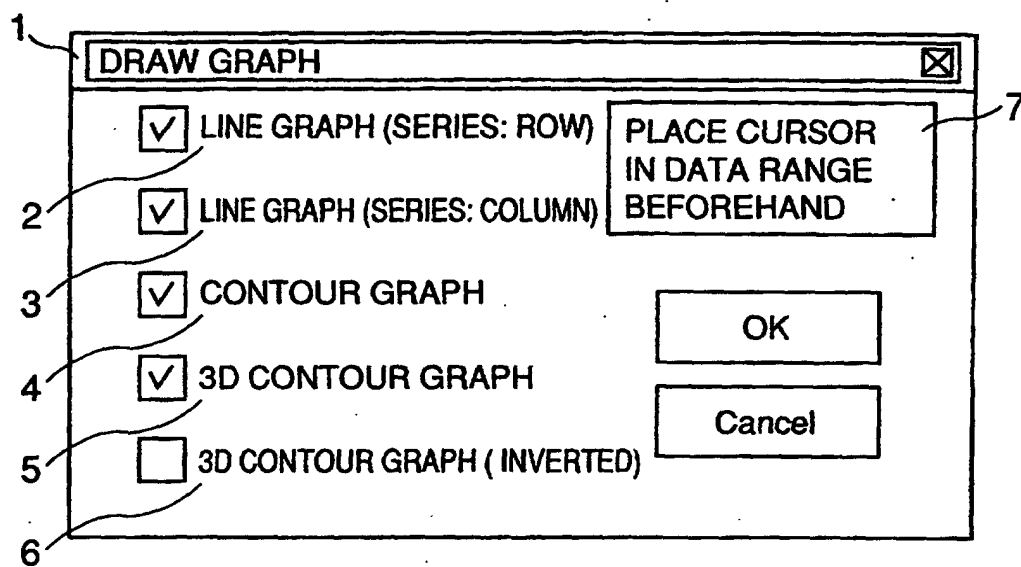 1
DRAW GRAPH
LINE GRAPH (SERIES: ROW)
2
LINE GRAPH (SERIES: COLUMN)
3
CONTOUR GRAPH
4
3D CONTOUR GRAPH
5
3D CONTOUR GRAPH ( INVERTED)
6
PLACE CURSOR
IN DATA RANGE
BEFOREHAND
7
OK
Cancel